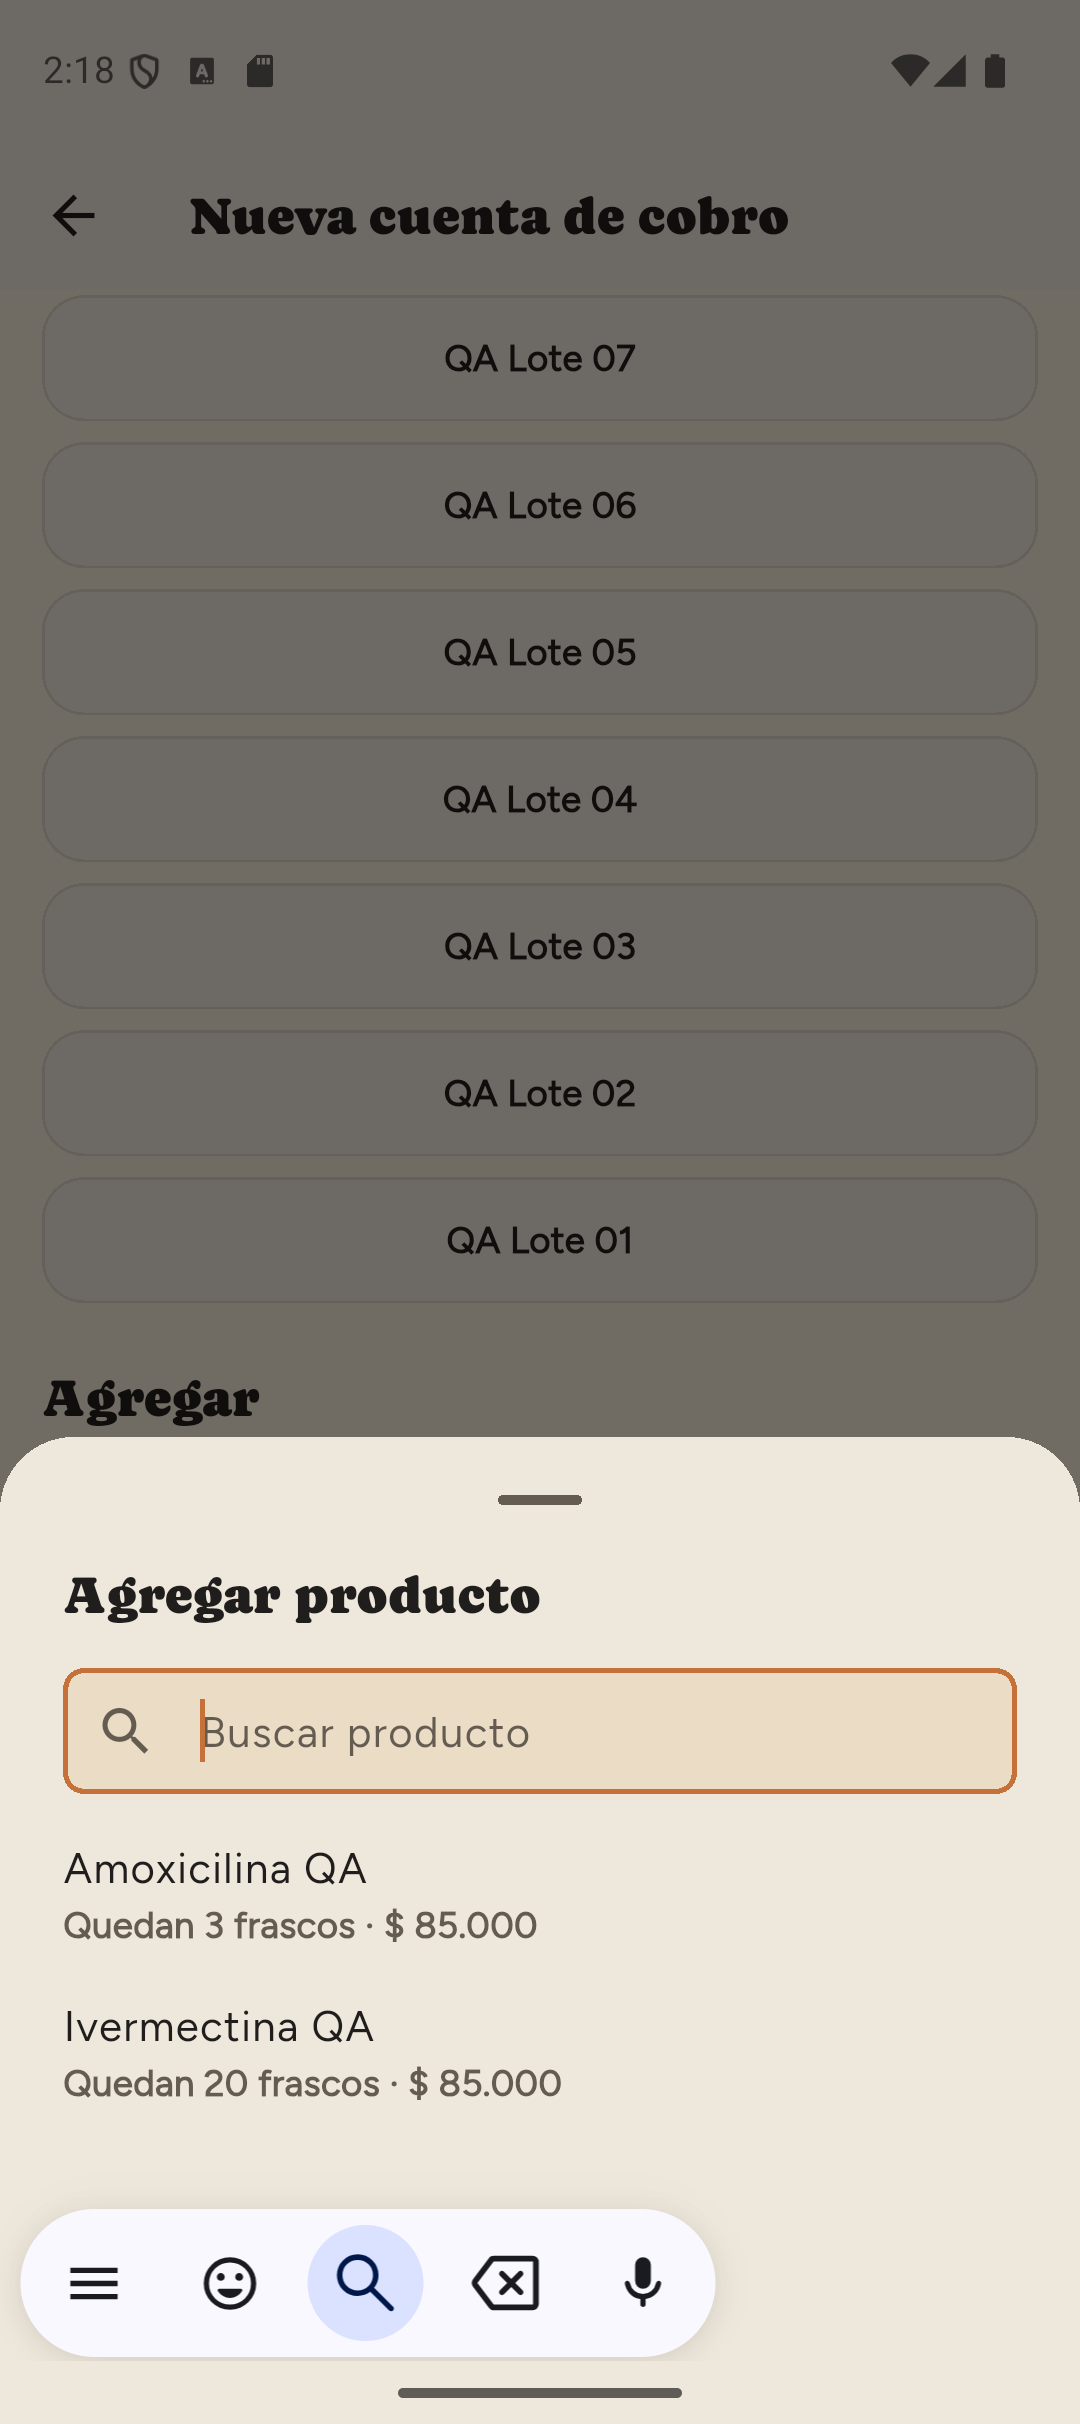 2:18
Nueva cuenta de cobro
QA Lote 07
QA Lote 06
QA Lote 05
QA Lote 04
QA Lote 03
QA Lote 02
QA Lote 01
Agregar
Agregar producto
Buscar producto
Amoxicilina QA
Quedan 3 frascos · $ 85.000
Ivermectina QA
Quedan 20 frascos · $ 85.000